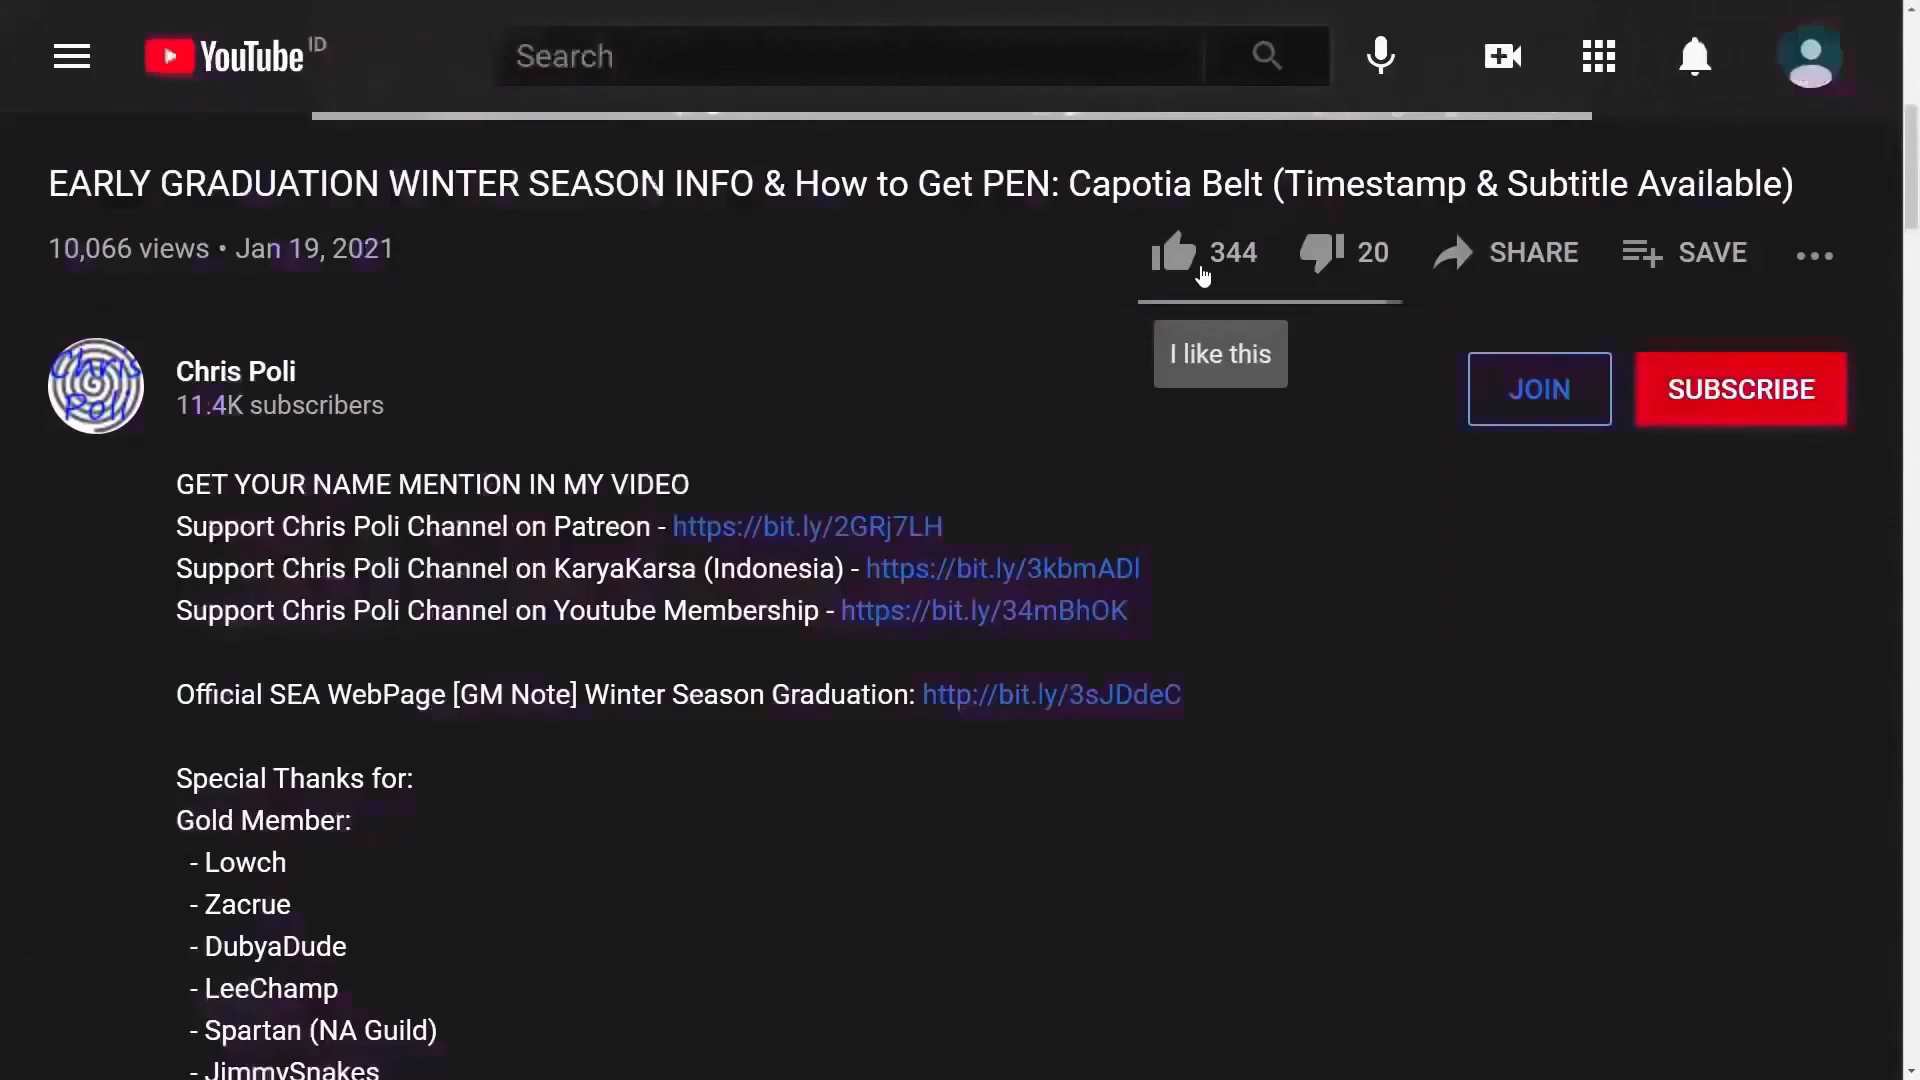 YouTube ID
Search
EARLY GRADUATION WINTER SEASON INFO & How to Get PEN: Capotia Belt (Timestamp & Subtitle Available)
10,066 views • Jan 19, 2021
344
20
SHARE
SAVE
I like this
Chris Poli
Chris Poli
11.4K subscribers
JOIN
SUBSCRIBE
GET YOUR NAME MENTION IN MY VIDEO
Support Chris Poli Channel on Patreon - https://bit.ly/2GRj7LH
Support Chris Poli Channel on KaryaKarsa (Indonesia) - https://bit.ly/3kbmADl
Support Chris Poli Channel on Youtube Membership - https://bit.ly/34mBhOK
Official SEA WebPage [GM Note] Winter Season Graduation: http://bit.ly/3sJDdeC
Special Thanks for:
Gold Member:
- Lowch
- Zacrue
- DubyaDude
- LeeChamp
- Spartan (NA Guild)
- JimmySnakes